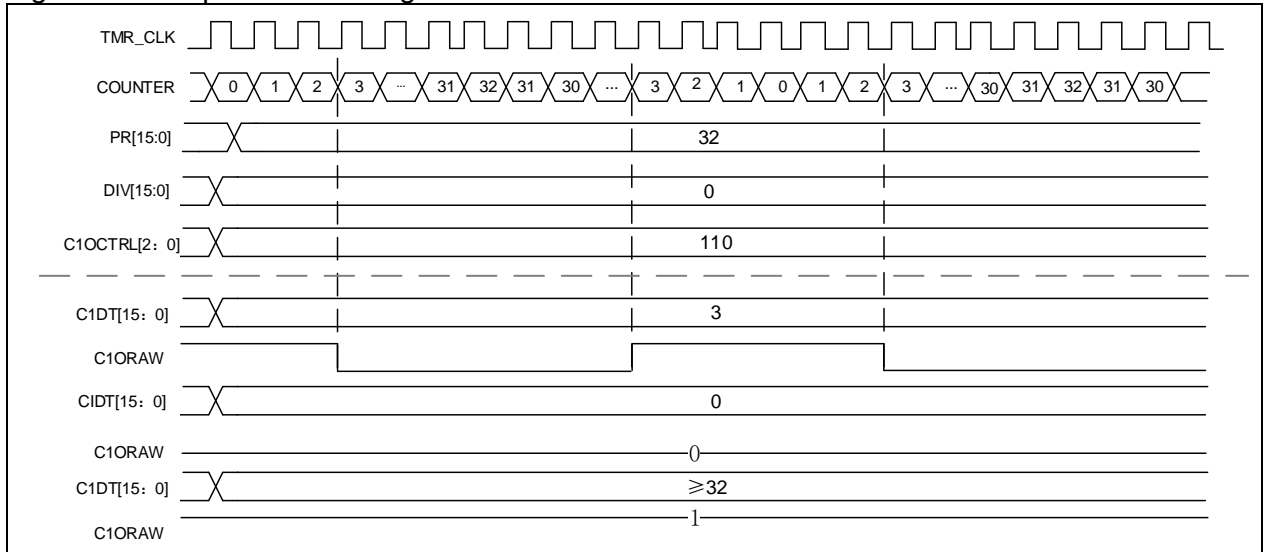 TMR_CLK
COUNTER 0 1 2 3 ... 31 32 31 30 ... 3 2 1 0 1 2 3 ... 30 31 32 31 30
PR[15:0] 32
DIV[15:0] 0
C1OCTRL[2：0] 110
C1DT[15：0] 3
C1ORAW
CIDT[15：0] 0
C1ORAW 0
C1DT[15：0] ≥32
C1ORAW 1